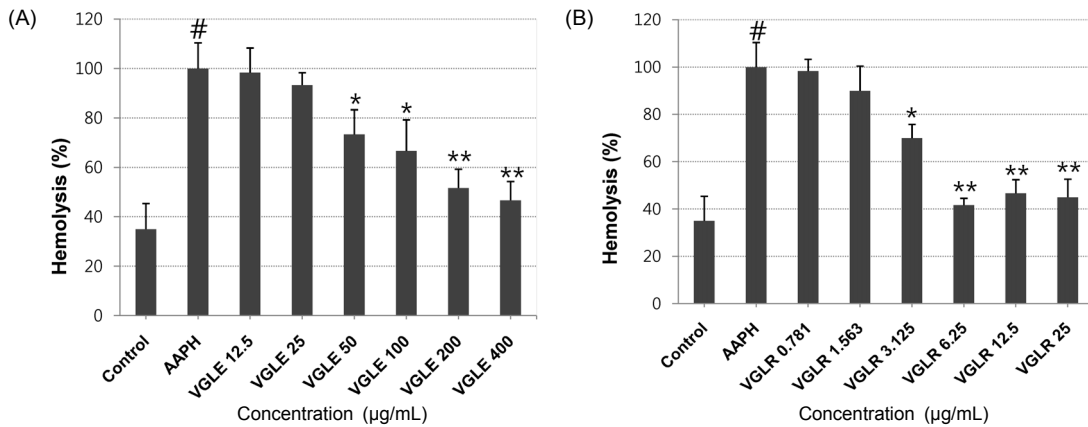 (A)
Hemolysis (%)
120
100
80
60
40
20
0
#
*
*
**
**
Control
AAPH
VGLE 12.5
VGLE 25
VGLE 50
VGLE 100
VGLE 200
VGLE 400
Concentration (µg/mL)
(B)
Hemolysis (%)
120
100
80
60
40
20
0
#
*
**
**
**
Control
AAPH
VGLR 0.781
VGLR 1.563
VGLR 3.125
VGLR 6.25
VGLR 12.5
VGLR 25
Concentration (µg/mL)